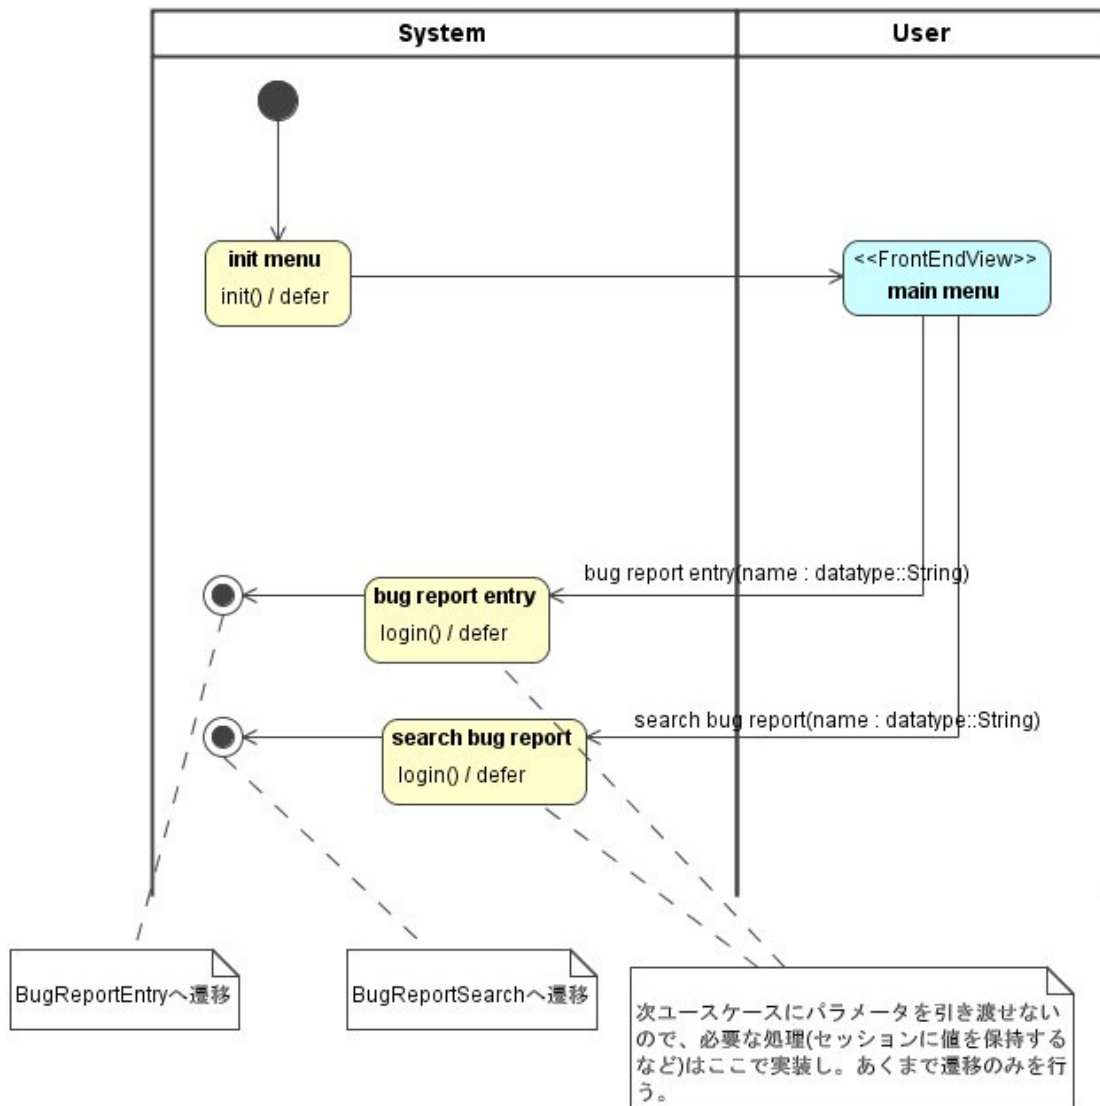 System
User
init menu
init() / defer
<<FrontEndView>>
main menu
bug report entry(name : datatype::String)
bug report entry
login() / defer
search bug report(name : datatype::String)
search bug report
login() / defer
BugReportEntryへ遷移
BugReportSearchへ遷移
次ユースケースにパラメータを引き渡せない
ので、必要な処理(セッションに値を保持する
など)はここで実装し。あくまで遷移のみを行
う。